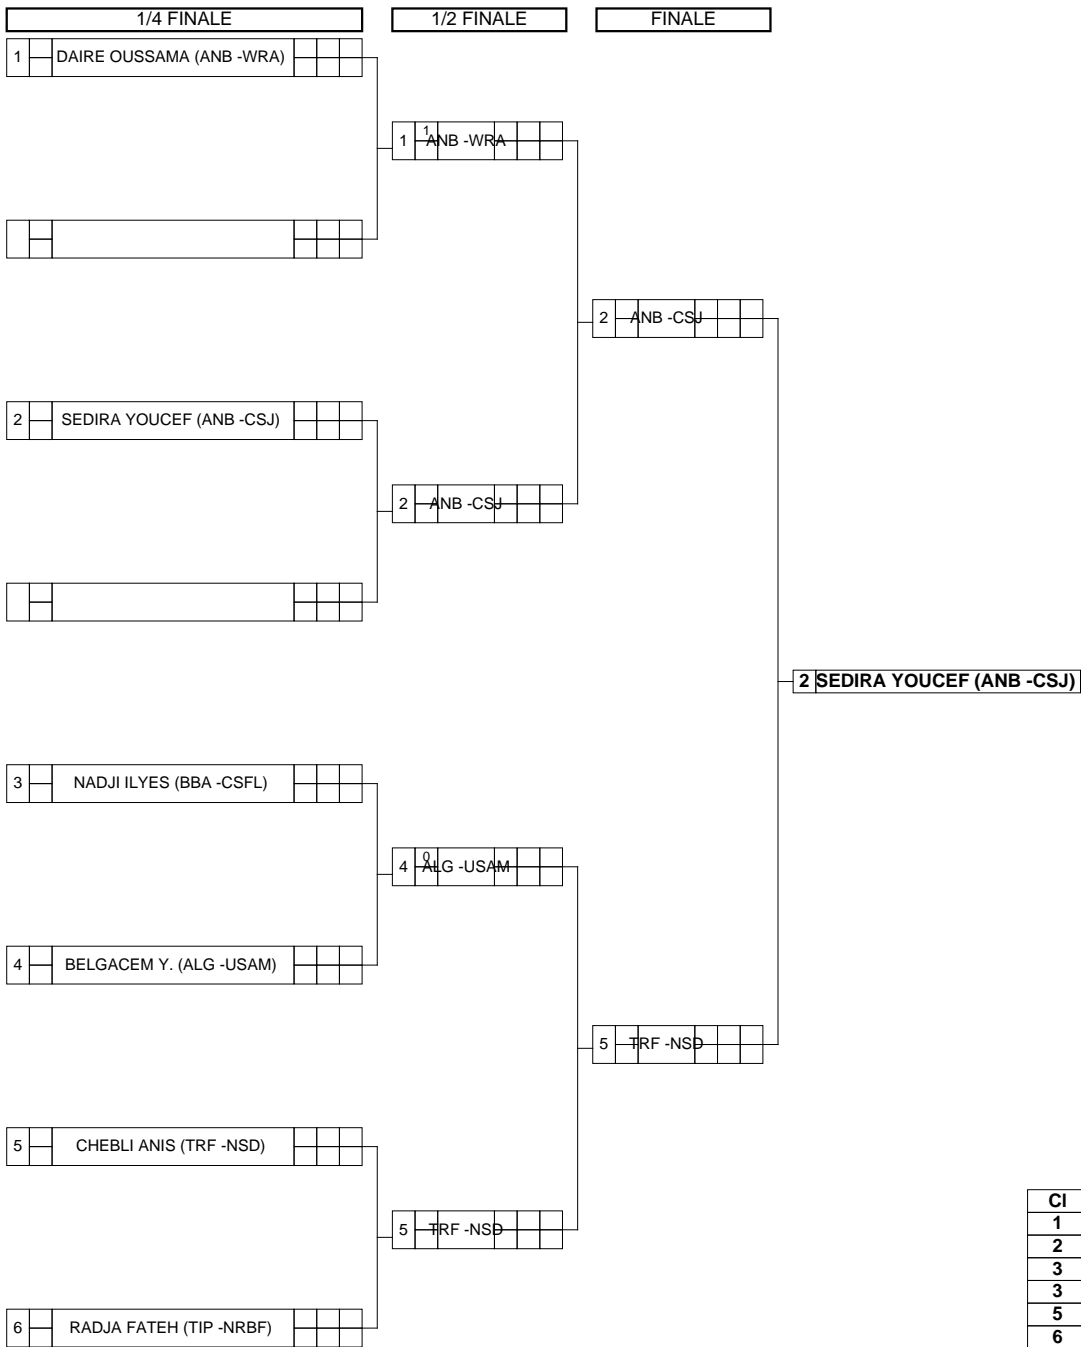 1/4 FINALE 1/2 FINALE FINALE
1 DAIRE OUSSAMA (ANB -WRA)
1 1 ANB -WRA
2 ANB -CSJ
2 SEDIRA YOUCEF (ANB -CSJ)
2 ANB -CSJ
2 SEDIRA YOUCEF (ANB -CSJ)
3 NADJI ILYES (BBA -CSFL)
4 0 ALG -USAM
4 BELGACEM Y. (ALG -USAM)
5 TRF -NSD
5 CHEBLI ANIS (TRF -NSD)
5 TRF -NSD
6 RADJA FATEH (TIP -NRBF)
Cl
1
2
3
3
5
6